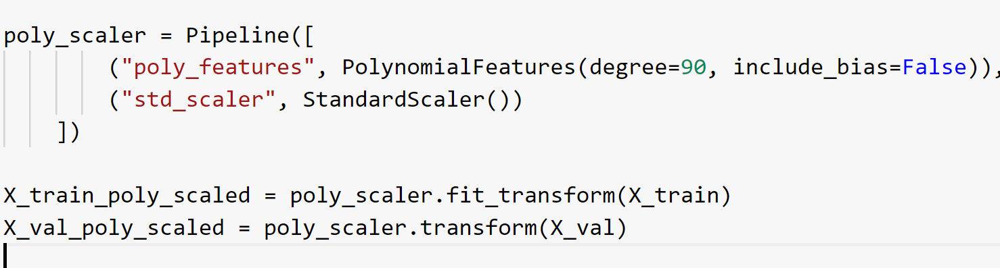 poly_scaler = Pipeline([
("poly_features", PolynomialFeatures(degree=90, include_bias=False)),
("std_scaler", StandardScaler())
])
X_train_poly_scaled = poly_scaler.fit_transform(X_train)
X_val_poly_scaled = poly_scaler.transform(X_val)